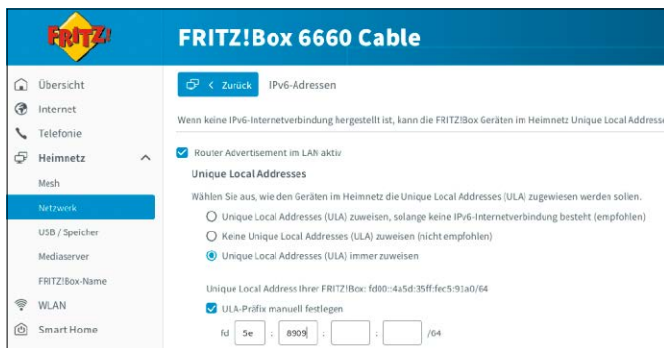 FRITZ!
FRITZ!Box 6660 Cable
Übersicht
Internet
Telefonie
Heimnetz
Mesh
Netzwerk
USB / Speicher
Mediaserver
FRITZ!Box-Name
WLAN
Smart Home
< Zurück IPv6-Adressen
Wenn keine IPv6-Internetverbindung hergestellt ist, kann die FRITZ!Box Geräten im Heimnetz Unique Local Addresse
Router Advertisement im LAN aktiv
Unique Local Addresses
Wählen Sie aus, wie den Geräten im Heimnetz die Unique Local Addresses (ULA) zugewiesen werden sollen.
Unique Local Addresses (ULA) zuweisen, solange keine IPv6-Internetverbindung besteht (empfohlen)
Keine Unique Local Addresses (ULA) zuweisen (nicht empfohlen)
Unique Local Addresses (ULA) immer zuweisen
Unique Local Address Ihrer FRITZ!Box: fd00::4a5d:35ff:fec5:91a0/64
ULA-Präfix manuell festlegen
fd 5e : 8909 : : /64